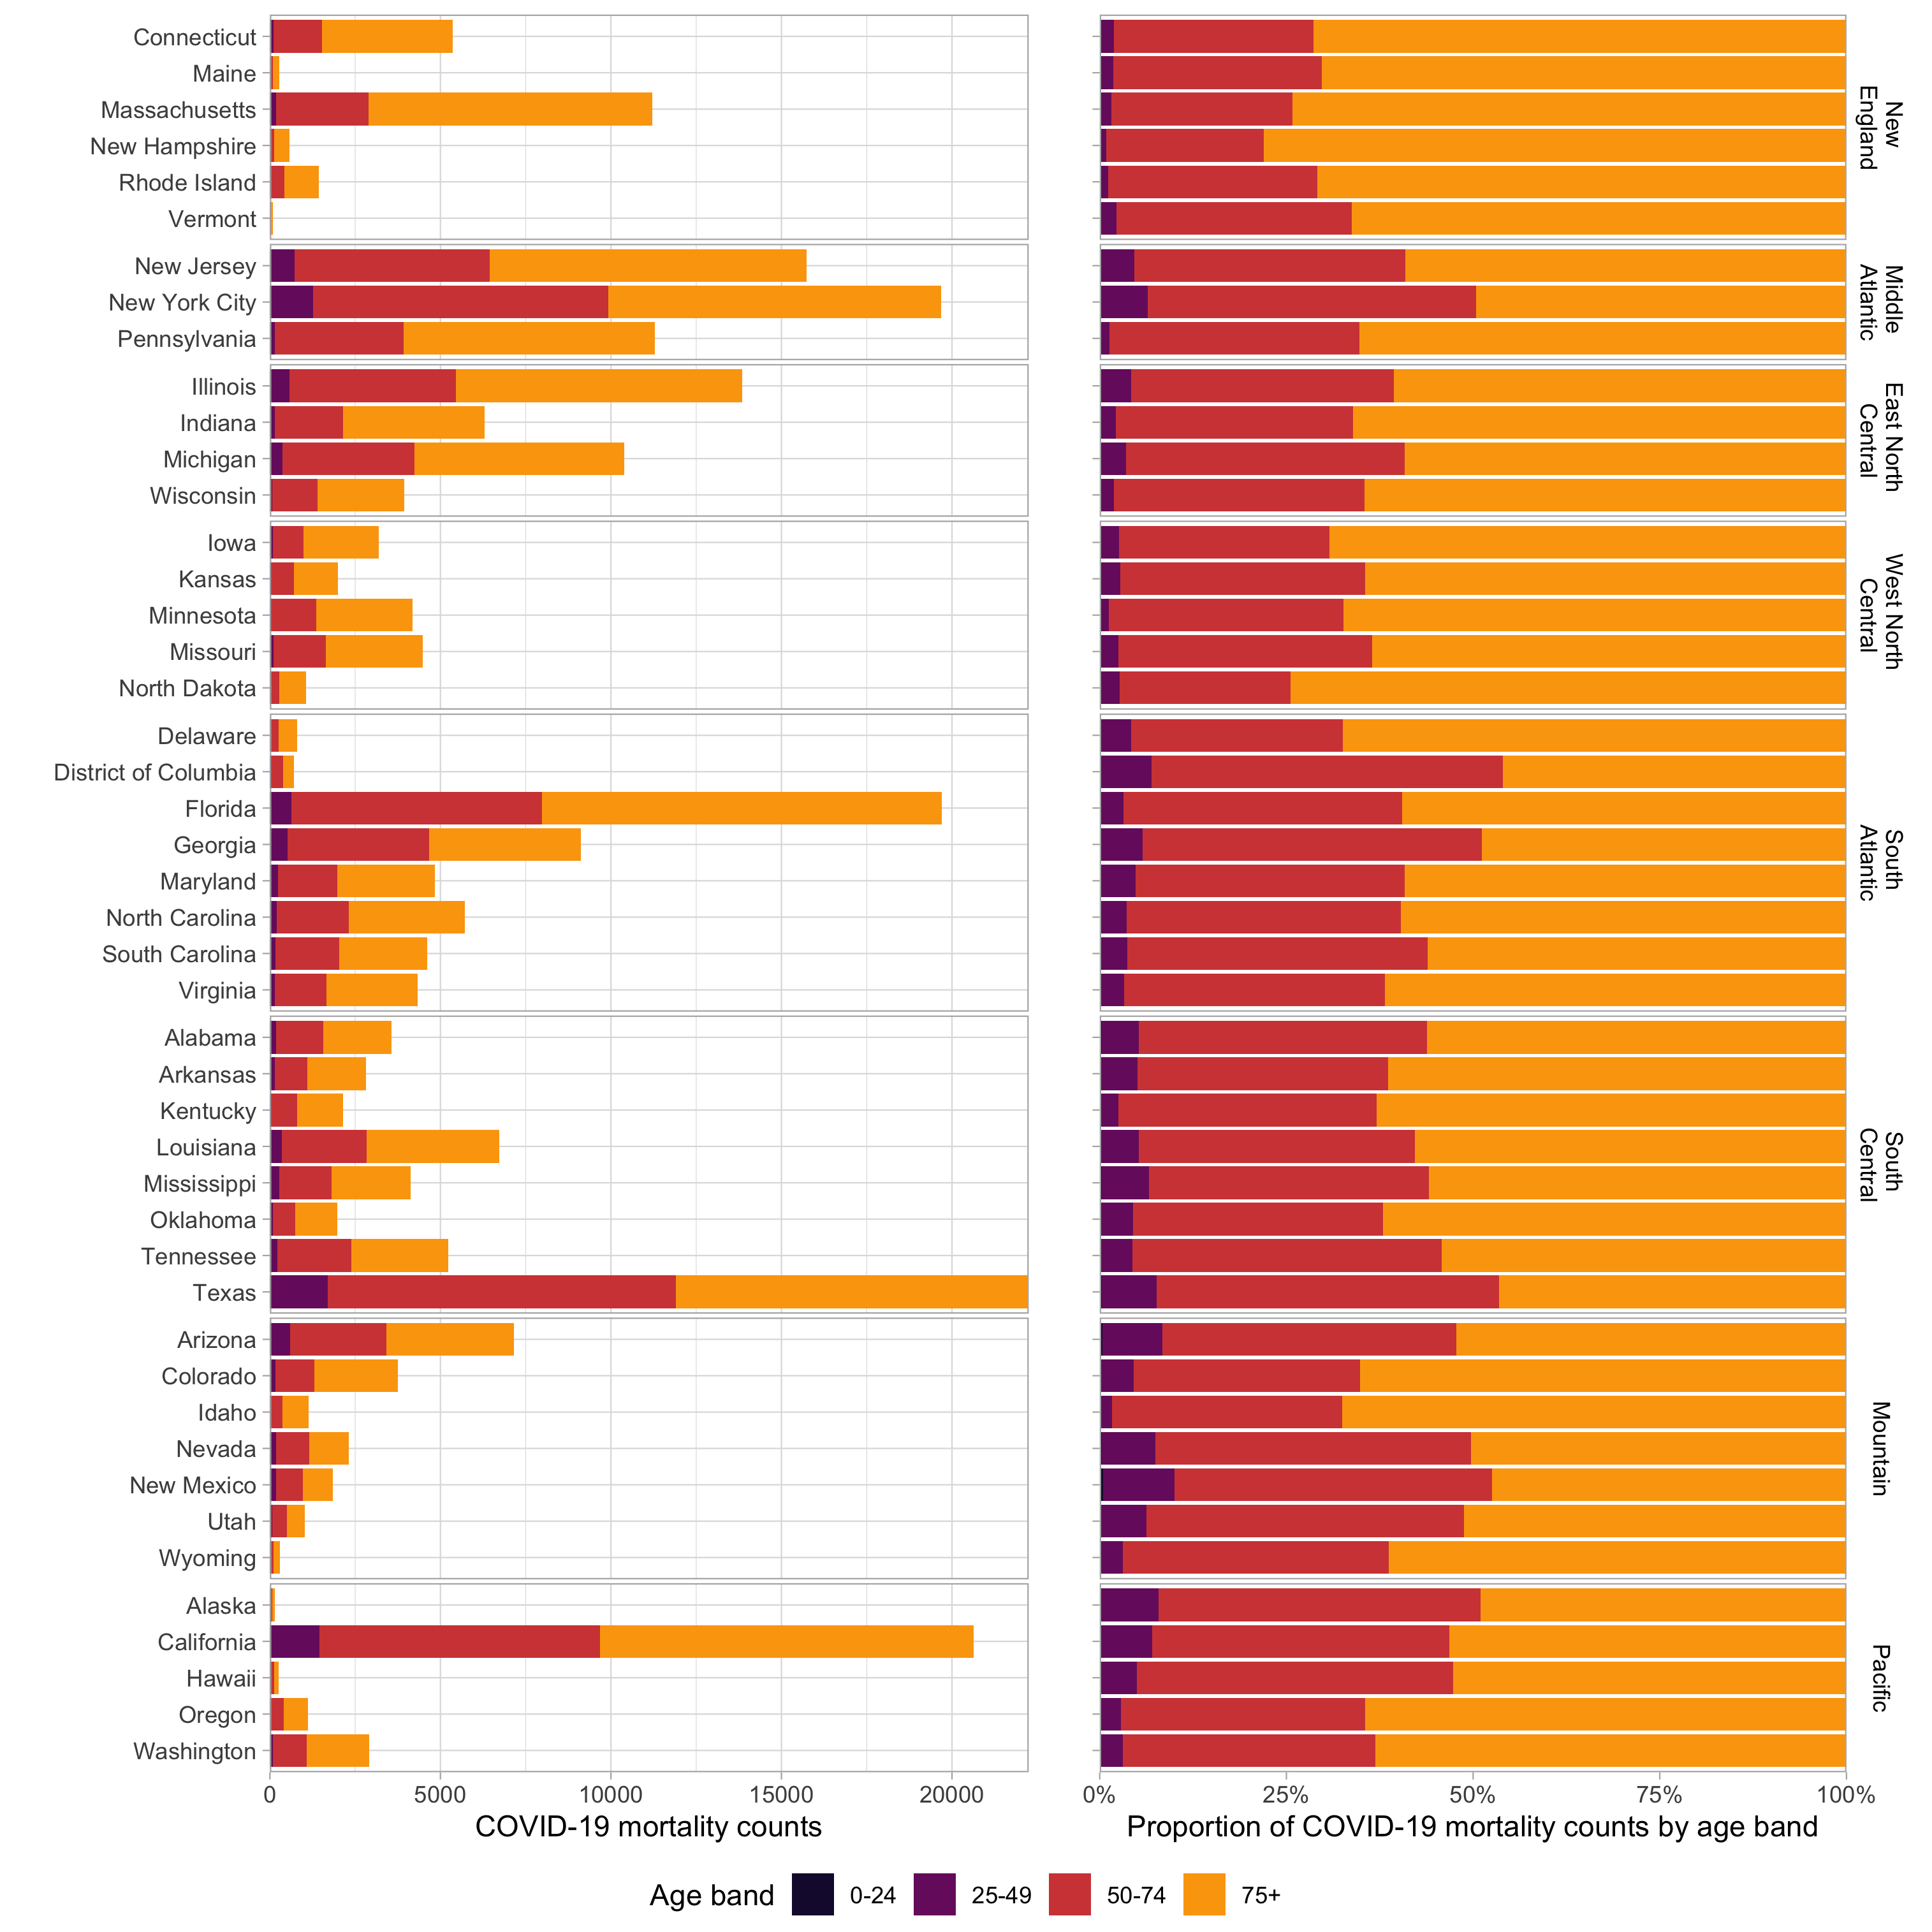 Connecticut
Maine
Massachusetts
New Hampshire
Rhode Island
Vermont
New
England
New Jersey
New York City
Pennsylvania
Middle
Atlantic
Illinois
Indiana
Michigan
Wisconsin
East North
Central
Iowa
Kansas
Minnesota
Missouri
North Dakota
West North
Central
Delaware
District of Columbia
Florida
Georgia
Maryland
North Carolina
South Carolina
Virginia
South
Atlantic
Alabama
Arkansas
Kentucky
Louisiana
Mississippi
Oklahoma
Tennessee
Texas
South
Central
Arizona
Colorado
Idaho
Nevada
New Mexico
Utah
Wyoming
Mountain
Alaska
California
Hawaii
Oregon
Washington
Pacific
0 5000 10000 15000 20000
COVID-19 mortality counts
0% 25% 50% 75% 100%
Proportion of COVID-19 mortality counts by age band
Age band 0-24 25-49 50-74 75+